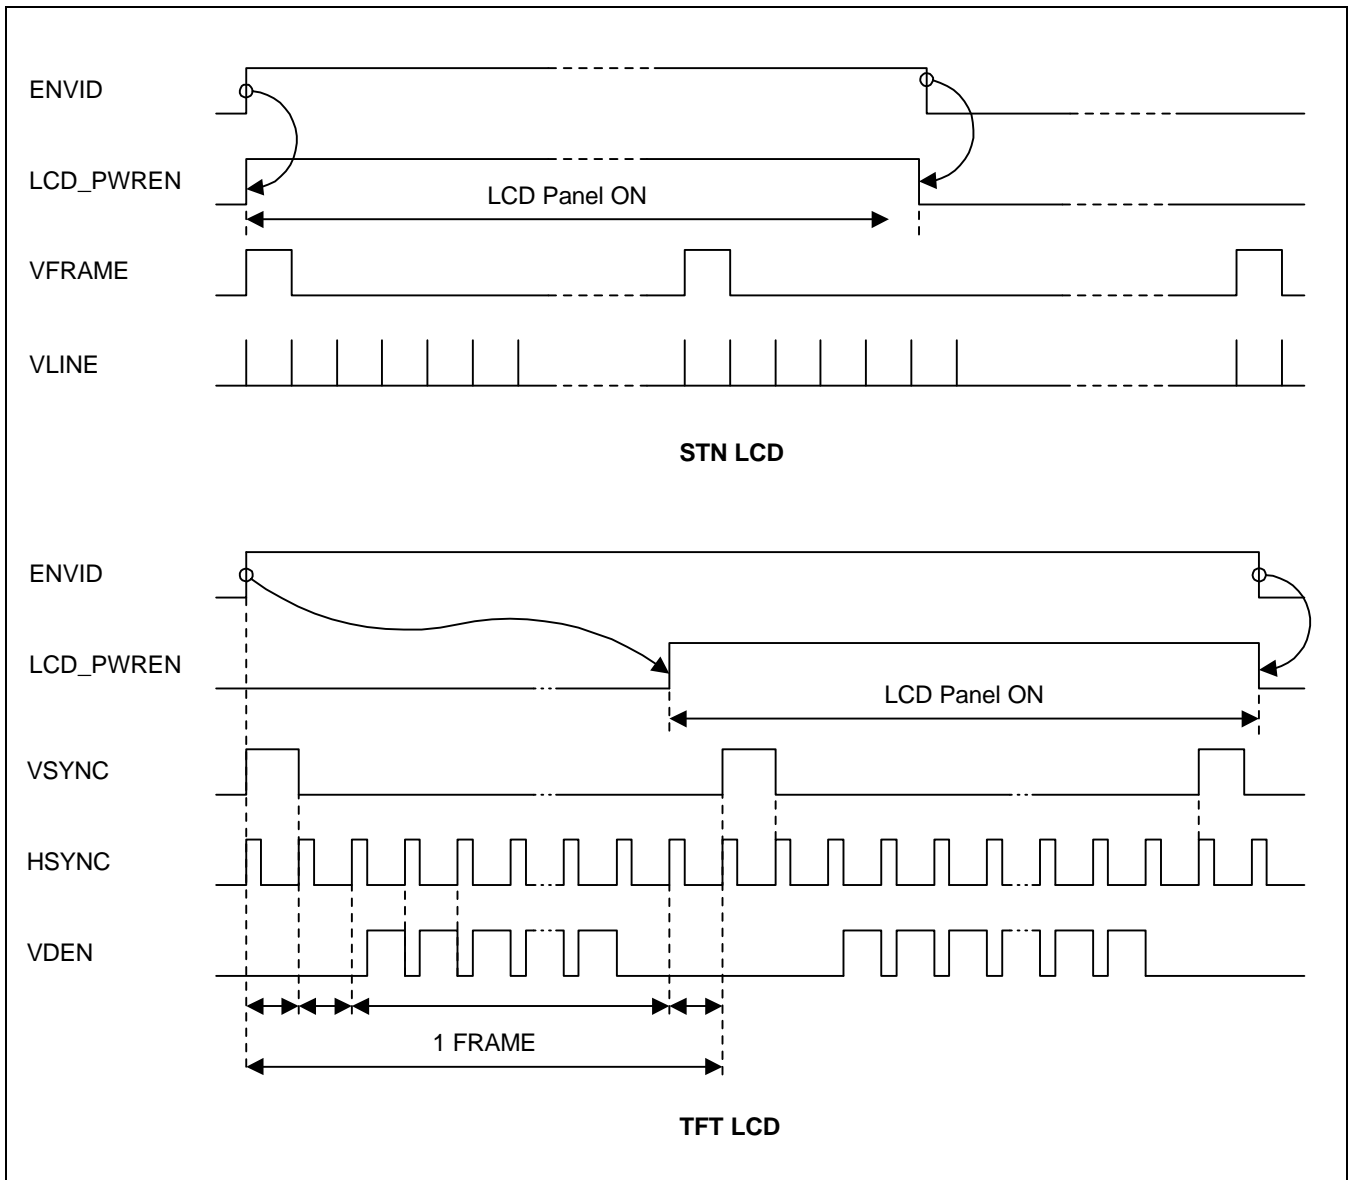 ENVID
LCD_PWREN
LCD Panel ON
VFRAME
VLINE
STN LCD
ENVID
LCD_PWREN
LCD Panel ON
VSYNC
HSYNC
VDEN
1 FRAME
TFT LCD